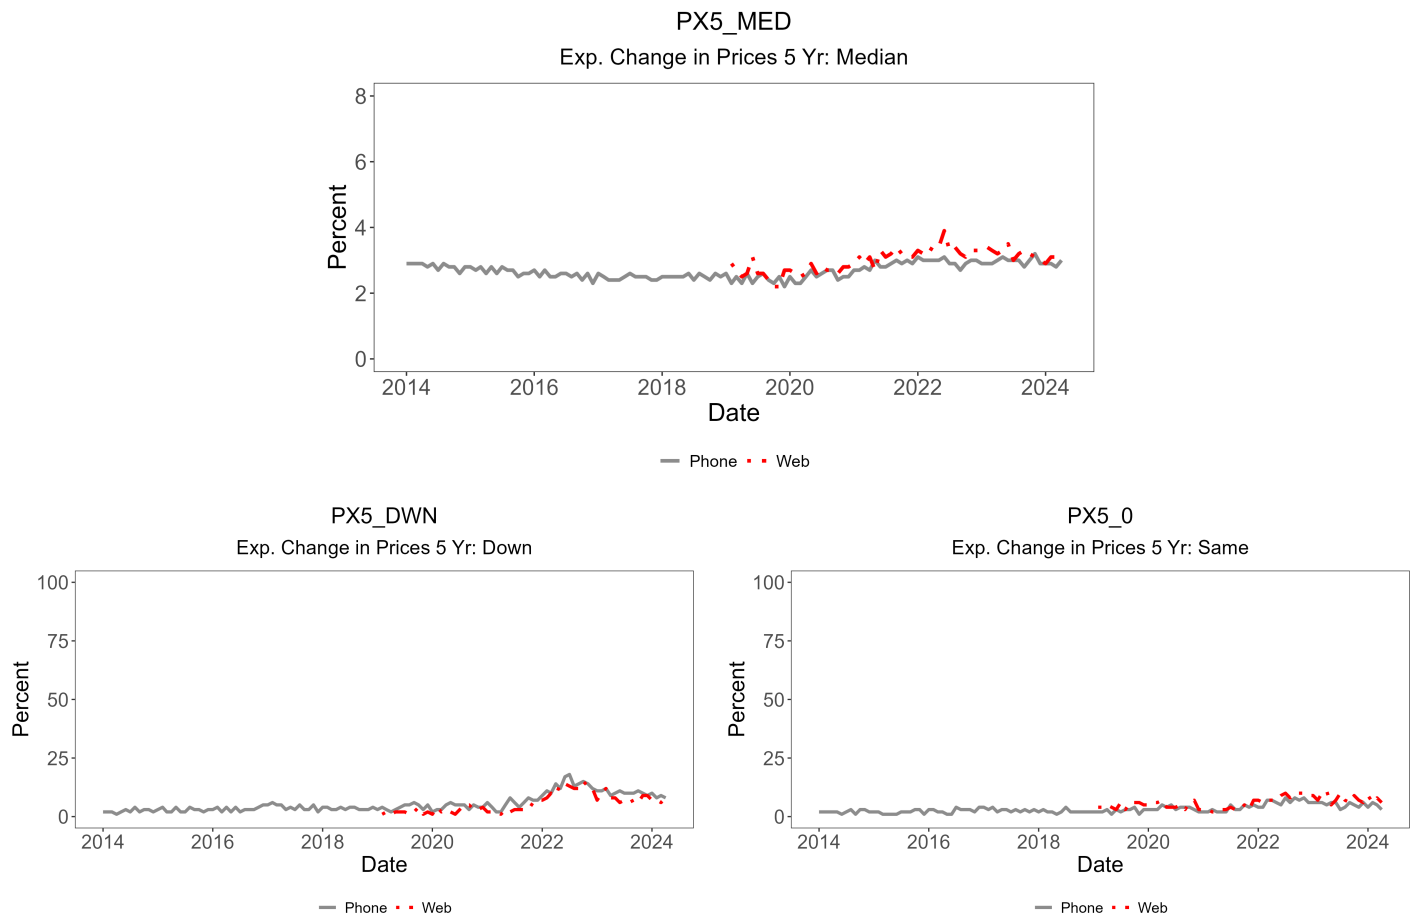 PX5_MED
Exp. Change in Prices 5 Yr: Median
Percent
8
6
4
2
0
2014 2016 2018 2020 2022 2024
Date
Phone Web
PX5_DWN
Exp. Change in Prices 5 Yr: Down
Percent
100
75
50
25
0
2014 2016 2018 2020 2022 2024
Date
Phone Web
PX5_0
Exp. Change in Prices 5 Yr: Same
Percent
100
75
50
25
0
2014 2016 2018 2020 2022 2024
Date
Phone Web